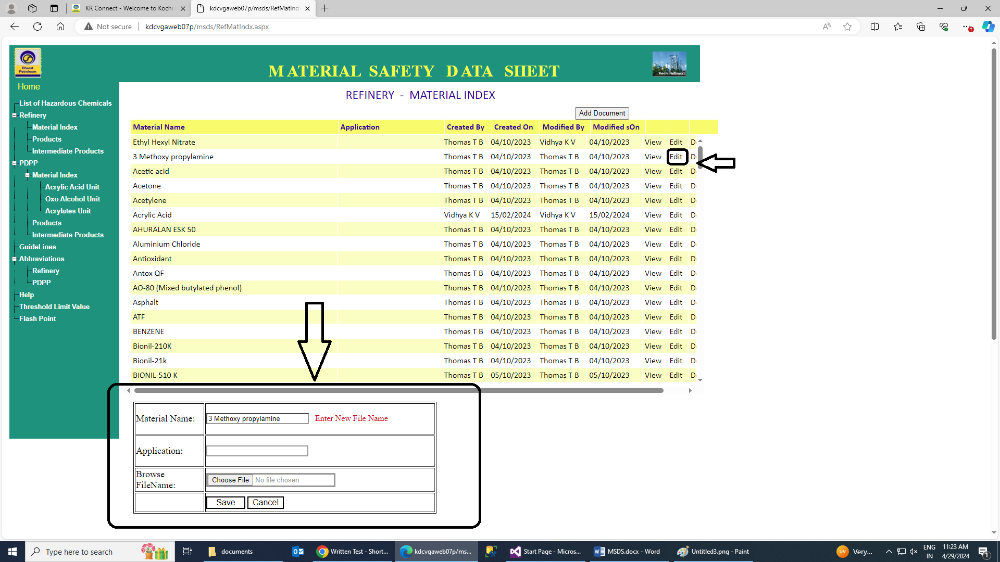 KR Connect - Welcome to Kochi
kdcvgaweb07p/msds/RefMatIndx
Not secure
kdcvgaweb07p/msds/RefMatIndx.aspx
Bharat
Petroleum
MATERIAL SAFETY DATA SHEET
Kochi Refinery
Home
List of Hazardous Chemicals
Refinery
Material Index
Products
Intermediate Products
PDPP
Material Index
Acrylic Acid Unit
Oxo Alcohol Unit
Acrylates Unit
Products
Intermediate Products
GuideLines
Abbreviations
Refinery
PDPP
Help
Threshold Limit Value
Flash Point
REFINERY - MATERIAL INDEX
Add Document
Material Name Application Created By Created On Modified By Modified sOn
Ethyl Hexyl Nitrate Thomas T B 04/10/2023 Vidhya K V 04/10/2023 View Edit
3 Methoxy propylamine Thomas T B 04/10/2023 Thomas T B 04/10/2023 View Edit
Acetic acid Thomas T B 04/10/2023 Thomas T B 04/10/2023 View Edit
Acetone Thomas T B 04/10/2023 Thomas T B 04/10/2023 View Edit
Acetylene Thomas T B 04/10/2023 Thomas T B 04/10/2023 View Edit
Acrylic Acid Vidhya K V 15/02/2024 Vidhya K V 15/02/2024 View Edit
AHURALAN ESK 50 Thomas T B 04/10/2023 Thomas T B 04/10/2023 View Edit
Aluminium Chloride Thomas T B 04/10/2023 Thomas T B 04/10/2023 View Edit
Antioxidant Thomas T B 04/10/2023 Thomas T B 04/10/2023 View Edit
Antox QF Thomas T B 04/10/2023 Thomas T B 04/10/2023 View Edit
AO-80 (Mixed butylated phenol) Thomas T B 04/10/2023 Thomas T B 04/10/2023 View Edit
Asphalt Thomas T B 04/10/2023 Thomas T B 04/10/2023 View Edit
ATF Thomas T B 04/10/2023 Thomas T B 04/10/2023 View Edit
BENZENE Thomas T B 04/10/2023 Thomas T B 04/10/2023 View Edit
Bionil-210K Thomas T B 04/10/2023 Thomas T B 04/10/2023 View Edit
Bionil-21k Thomas T B 04/10/2023 Thomas T B 04/10/2023 View Edit
BIONIL-510 K Thomas T B 05/10/2023 Thomas T B 05/10/2023 View Edit
Material Name: 3 Methoxy propylamine Enter New File Name
Application:
Browse
FileName: Choose File No file chosen
Save Cancel
Type here to search
documents
Written Test - Short...
kdcvgaweb07p/ms...
Start Page - Micros...
MSDS.docx - Word
Untitled3.png - Paint
UV Very...
ENG
IN
11:23 AM
4/29/2024
1